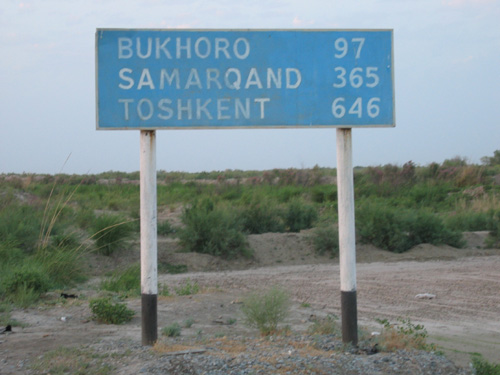 BUKHORO 97
SAMARQAND 365
TOSHKENT 646